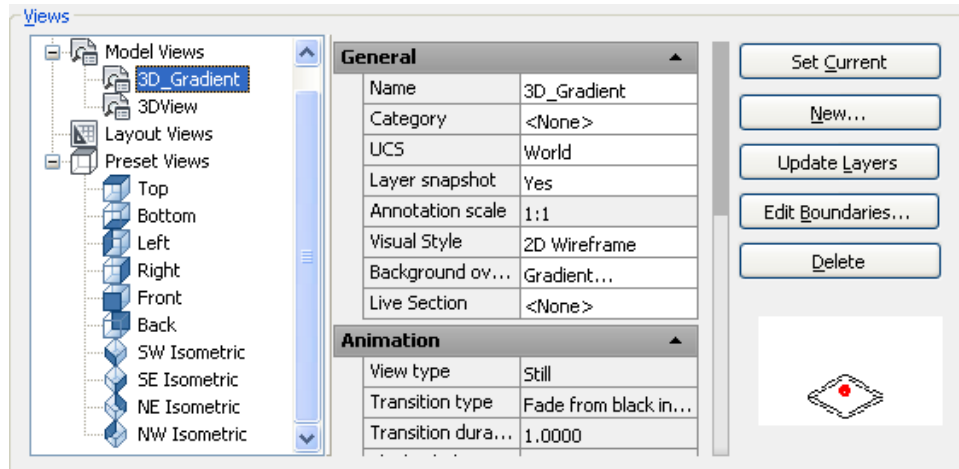 Views
Model Views
3D_Gradient
3DView
Layout Views
Preset Views
Top
Bottom
Left
Right
Front
Back
SW Isometric
SE Isometric
NE Isometric
NW Isometric
General
Name 3D_Gradient
Category <None>
UCS World
Layer snapshot Yes
Annotation scale 1:1
Visual Style 2D Wireframe
Background ov... Gradient...
Live Section <None>
Animation
View type Still
Transition type Fade from black in...
Transition dura... 1.0000
Set Current
New...
Update Layers
Edit Boundaries...
Delete